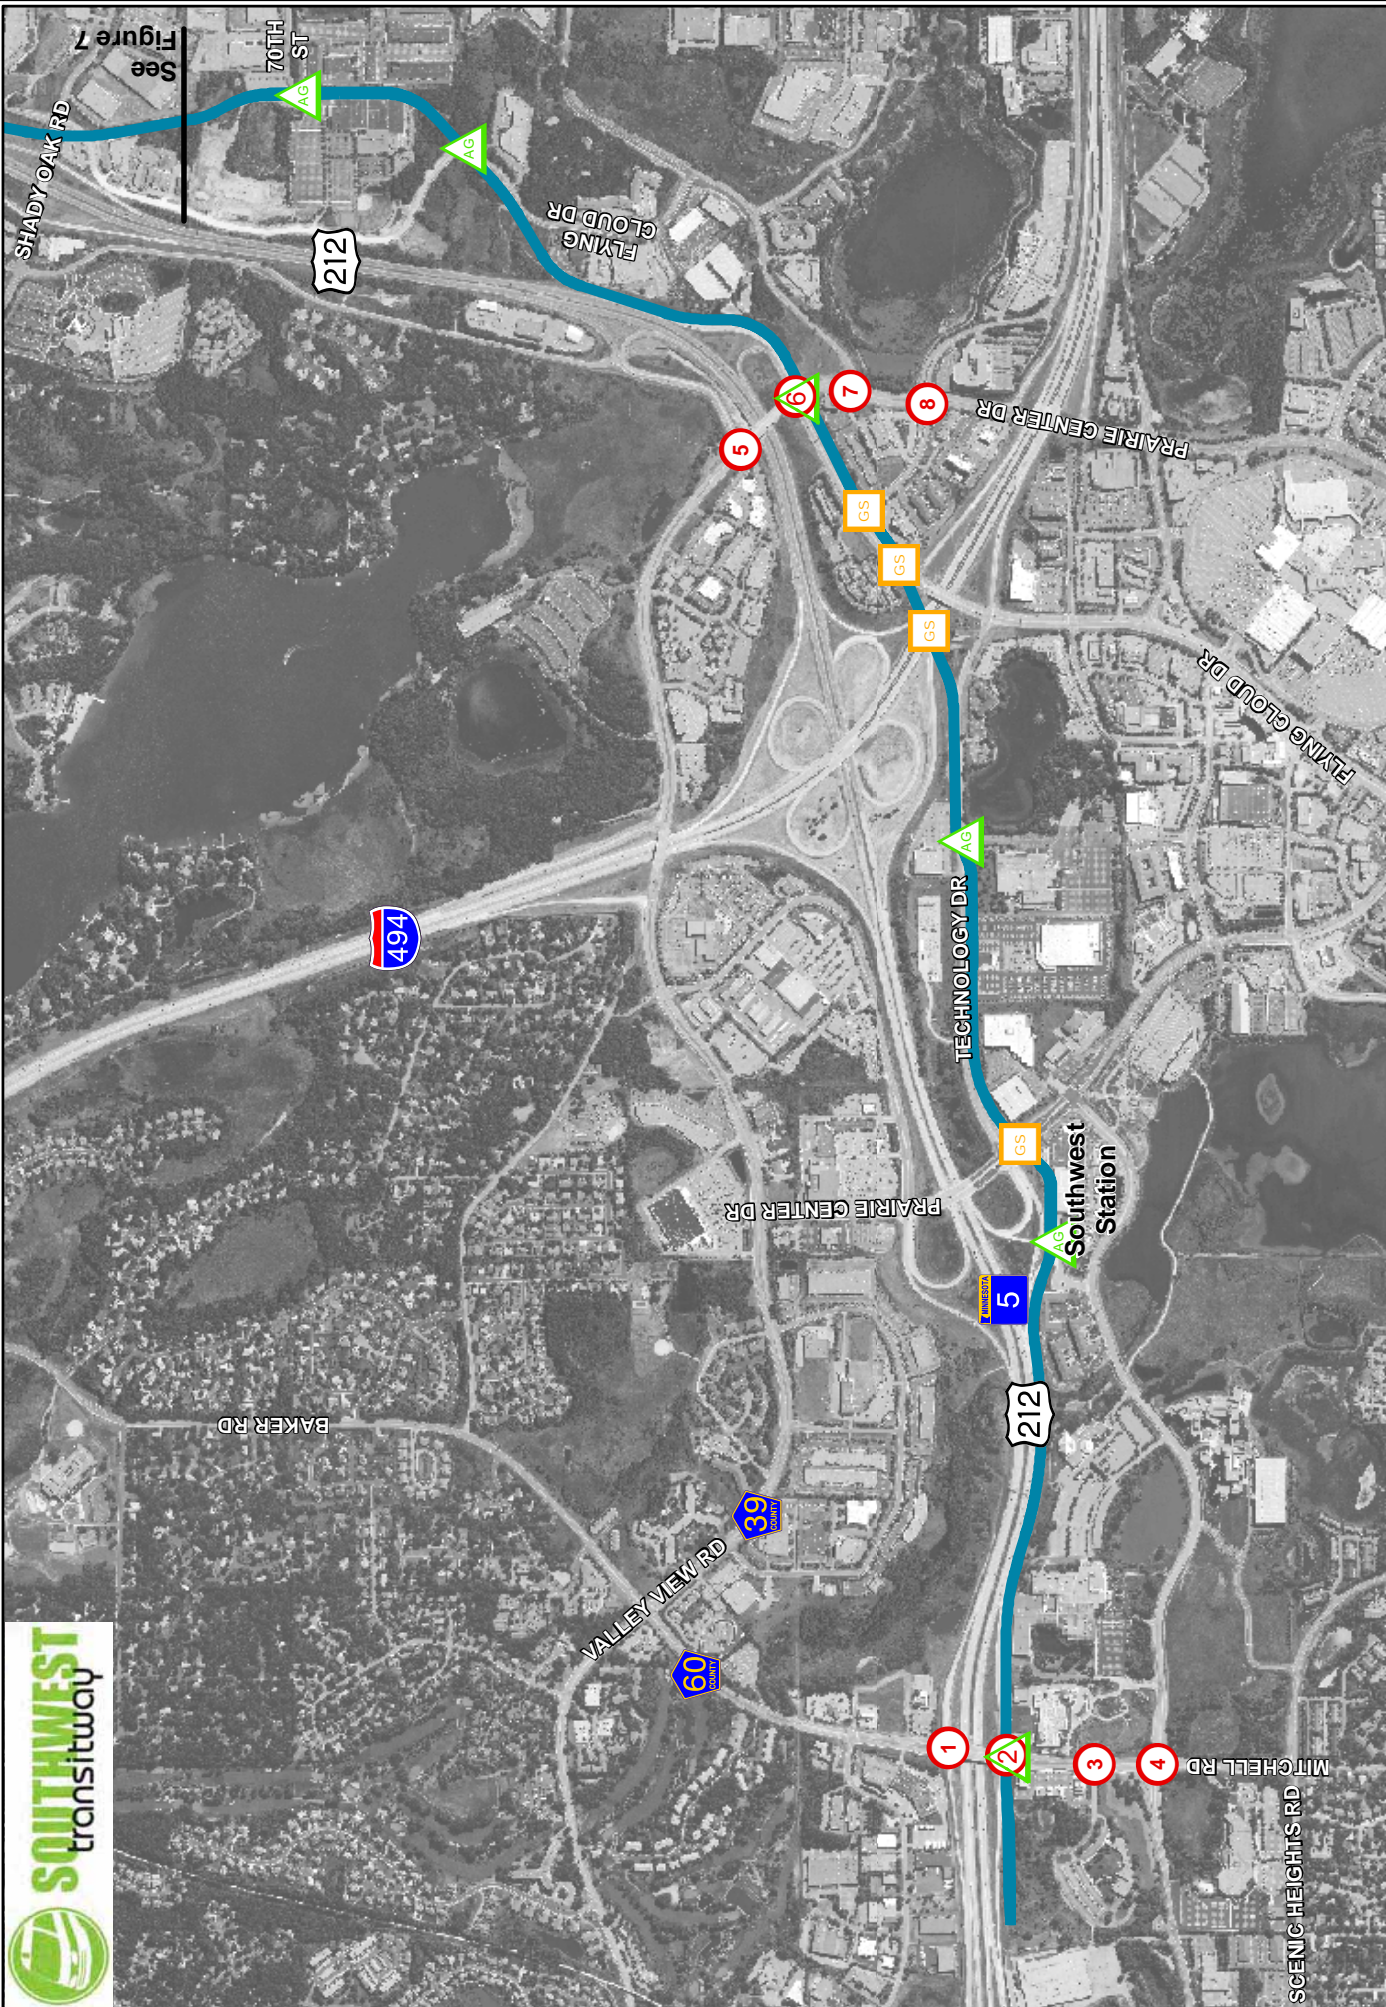 SOUTHWEST
transitway
SHADY OAK RD
See
Figure 7
70TH
ST
AG
AG
212
FLYING
CLOUD DR
5
6
7
8
PRAIRIE CENTER DR
GS
GS
GS
FLYING CLOUD DR
494
AG
TECHNOLOGY DR
GS
PRAIRIE CENTER DR
AG
Southwest
Station
MINNESOTA
5
212
BAKER RD
39
COUNTY
VALLEY VIEW RD
60
COUNTY
1
2
3
4
MITCHELL RD
SCENIC HEIGHTS RD